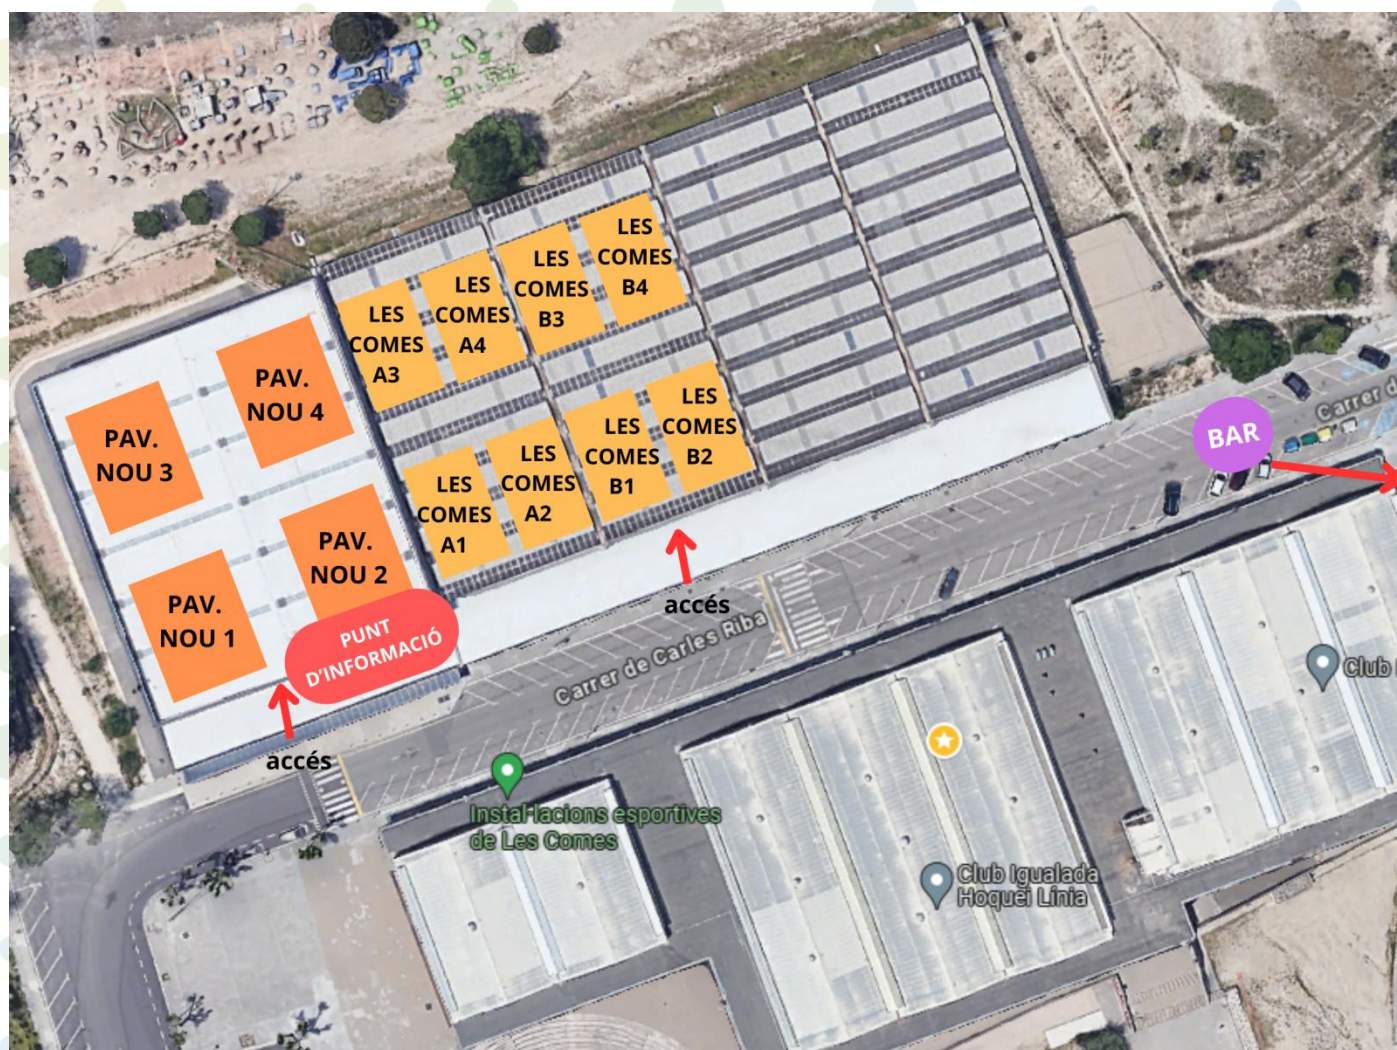 LES
COMES
B4
LES
COMES
B3
LES
COMES
A4
LES
COMES
A3
PAV.
NOU 4
PAV.
NOU 3
LES
COMES
B2
LES
COMES
B1
LES
COMES
A2
LES
COMES
A1
PAV.
NOU 2
PAV.
NOU 1
PUNT
D'INFORMACIÓ
accés
accés
BAR
Carrer
Carrer de Carles Riba
Instal·lacions esportives
de Les Comes
Club Igualada
Hoquei Línia
Club